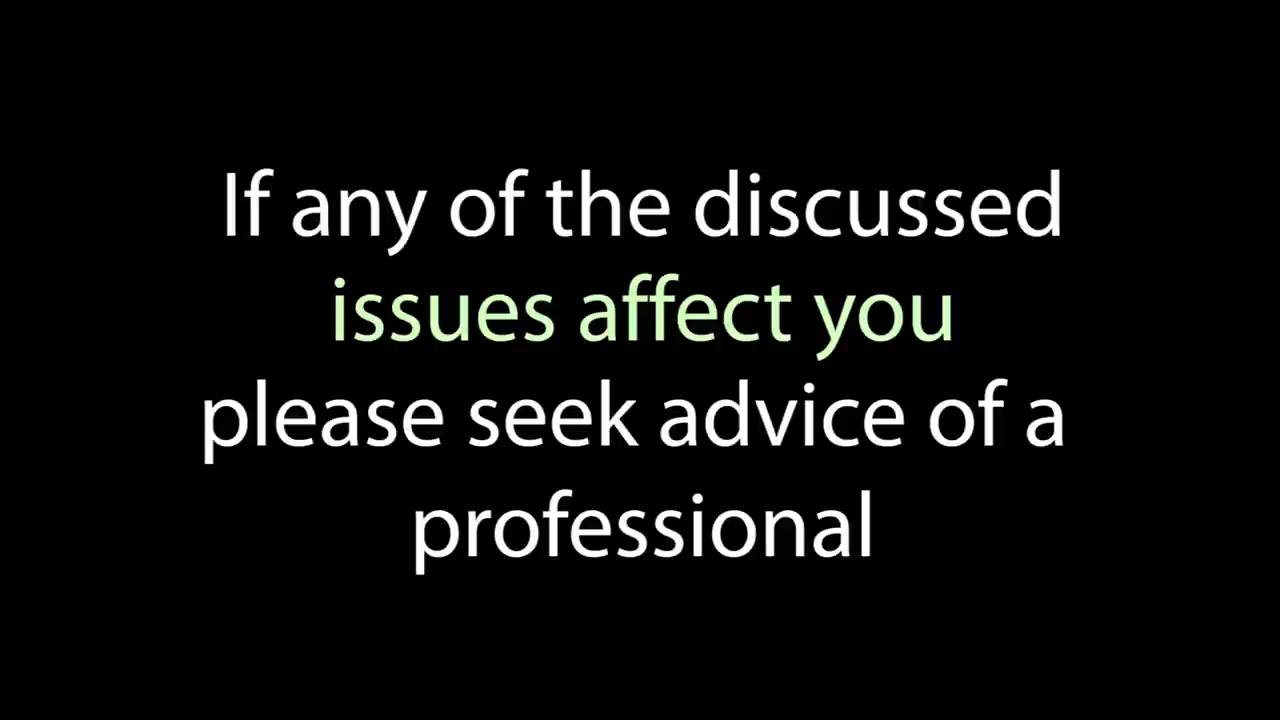 If any of the discussed
issues affect you
please seek advice of a
professional